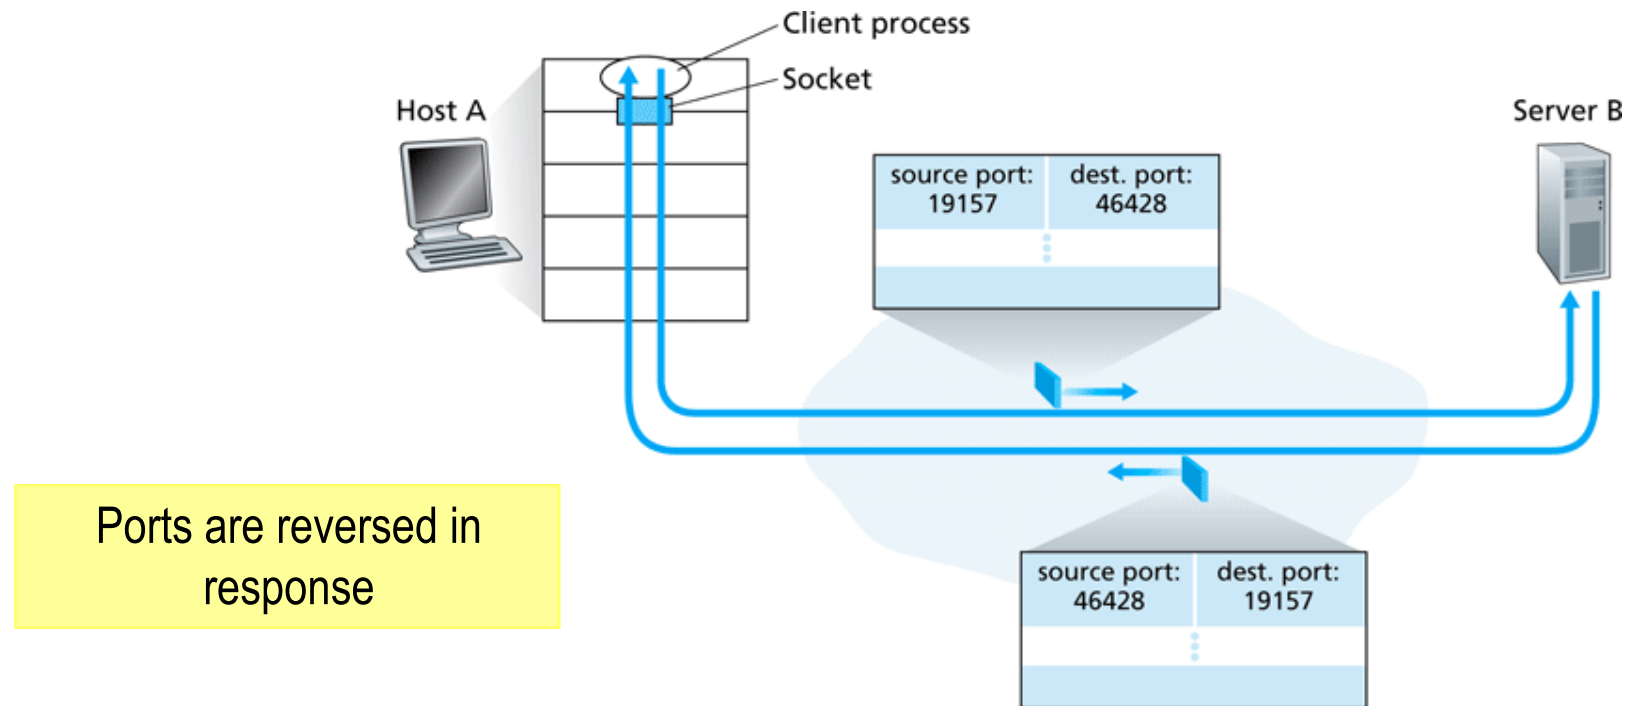 Client process
Socket
Host A
Server B
source port:
19157
dest. port:
46428
source port:
46428
dest. port:
19157
Ports are reversed in
response